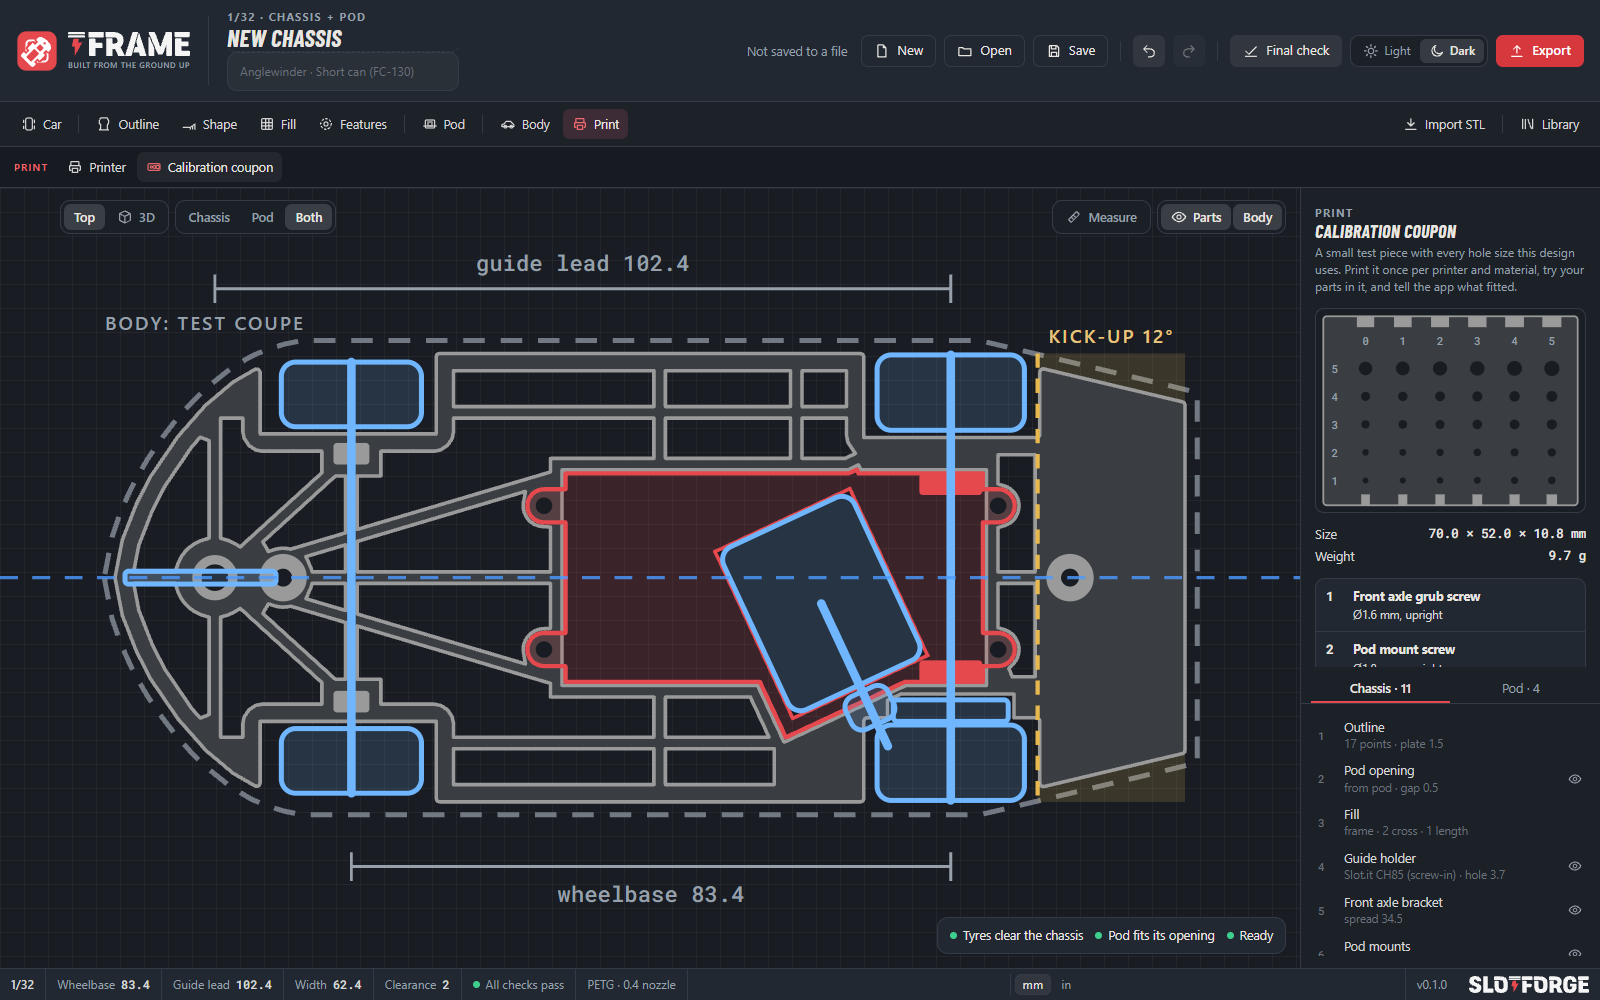 FRAME
BUILT FROM THE GROUND UP
1/32 · CHASSIS + POD
NEW CHASSIS
Anglewinder · Short can (FC-130)
Not saved to a file
New
Open
Save
Final check
Light
Dark
Export
Car
Outline
Shape
Fill
Features
Pod
Body
Print
Import STL
Library
PRINT
Printer
Calibration coupon
Top
3D
Chassis
Pod
Both
Measure
Parts
Body
guide lead 102.4
BODY: TEST COUPE
KICK-UP 12°
wheelbase 83.4
Tyres clear the chassis
Pod fits its opening
Ready
PRINT
CALIBRATION COUPON
A small test piece with every hole size this design
uses. Print it once per printer and material, try your
parts in it, and tell the app what fitted.
0 1 2 3 4 5
5
4
3
2
1
Size 70.0 × 52.0 × 10.8 mm
Weight 9.7 g
1 Front axle grub screw
Ø1.6 mm, upright
2 Pod mount screw
Chassis · 11
Pod · 4
1 Outline
17 points · plate 1.5
2 Pod opening
from pod · gap 0.5
3 Fill
frame · 2 cross · 1 length
4 Guide holder
Slot.it CH85 (screw-in) · hole 3.7
5 Front axle bracket
spread 34.5
6 Pod mounts
1/32
Wheelbase 83.4
Guide lead 102.4
Width 62.4
Clearance 2
All checks pass
PETG · 0.4 nozzle
mm
in
v0.1.0
SLOTFORGE